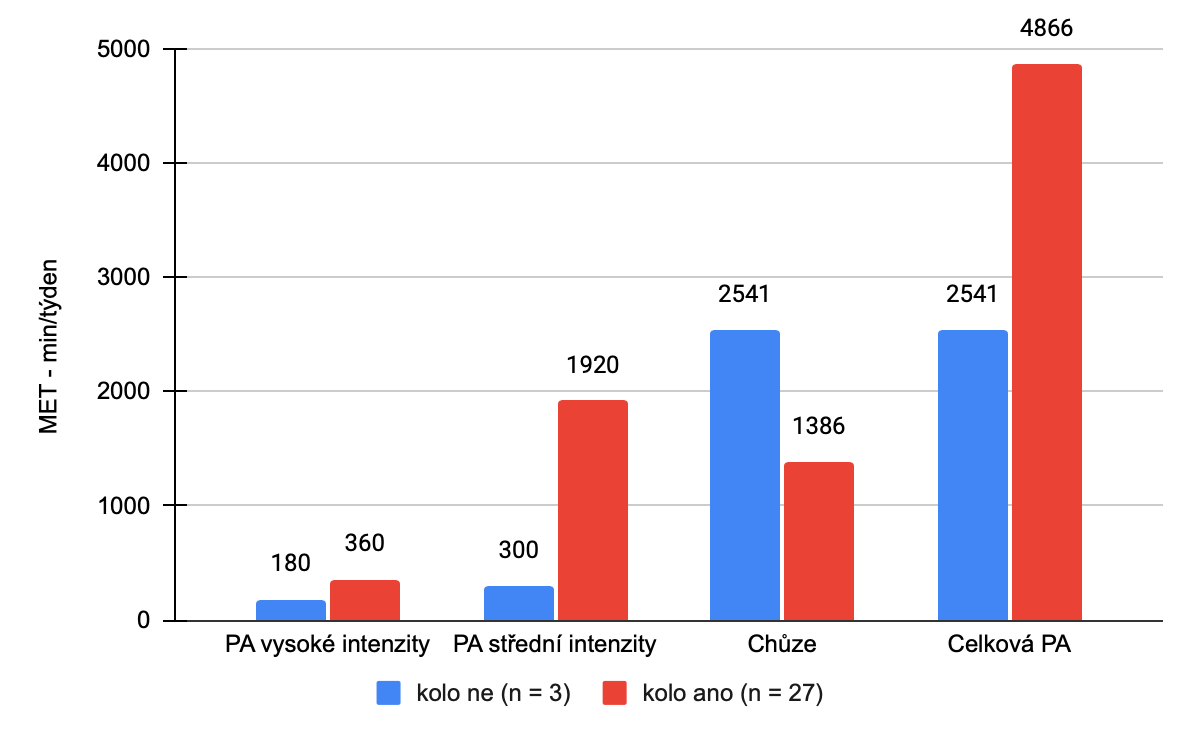 4866
5000
4000
3000
2541
2541
1920
2000
1386
1000
360
300
180
0
MET - min/týden
PA vysoké intenzity
PA střední intenzity
Chůze
Celková PA
kolo ne (n = 3)
kolo ano (n = 27)